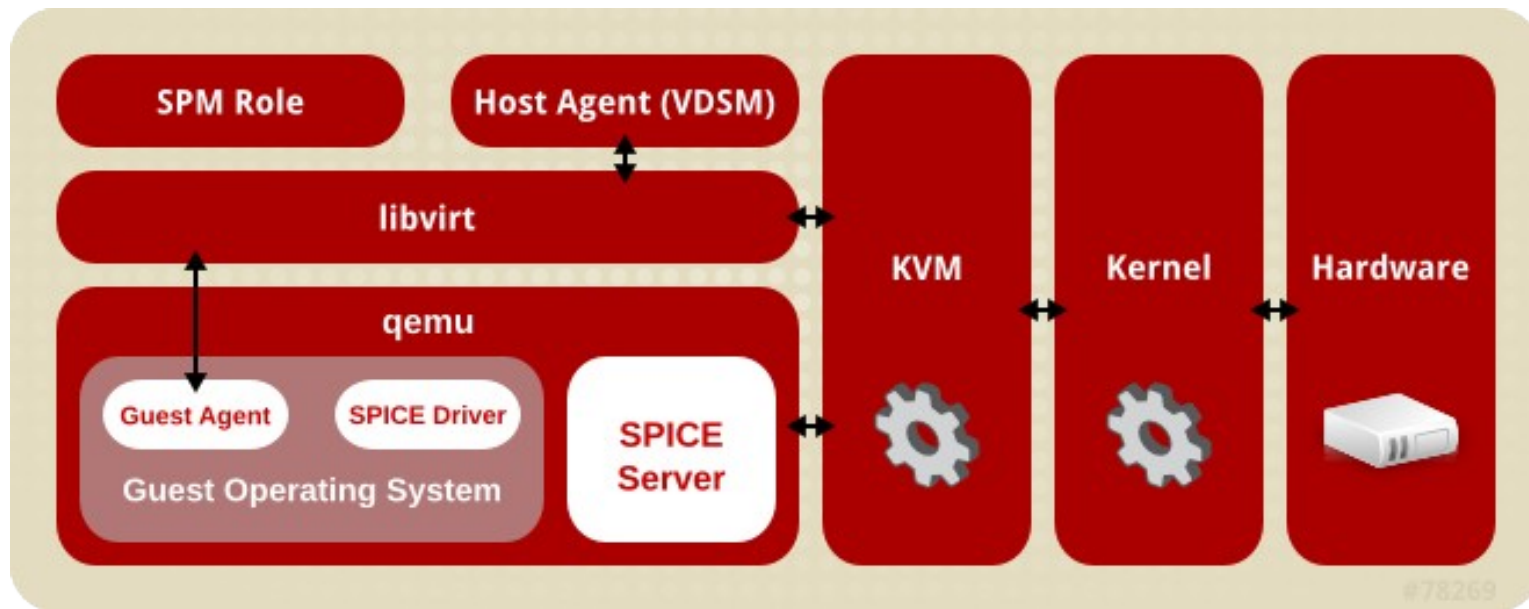 SPM Role
Host Agent (VDSM)
libvirt
qemu
Guest Agent
SPICE Driver
Guest Operating System
SPICE
Server
KVM
Kernel
Hardware
#78269